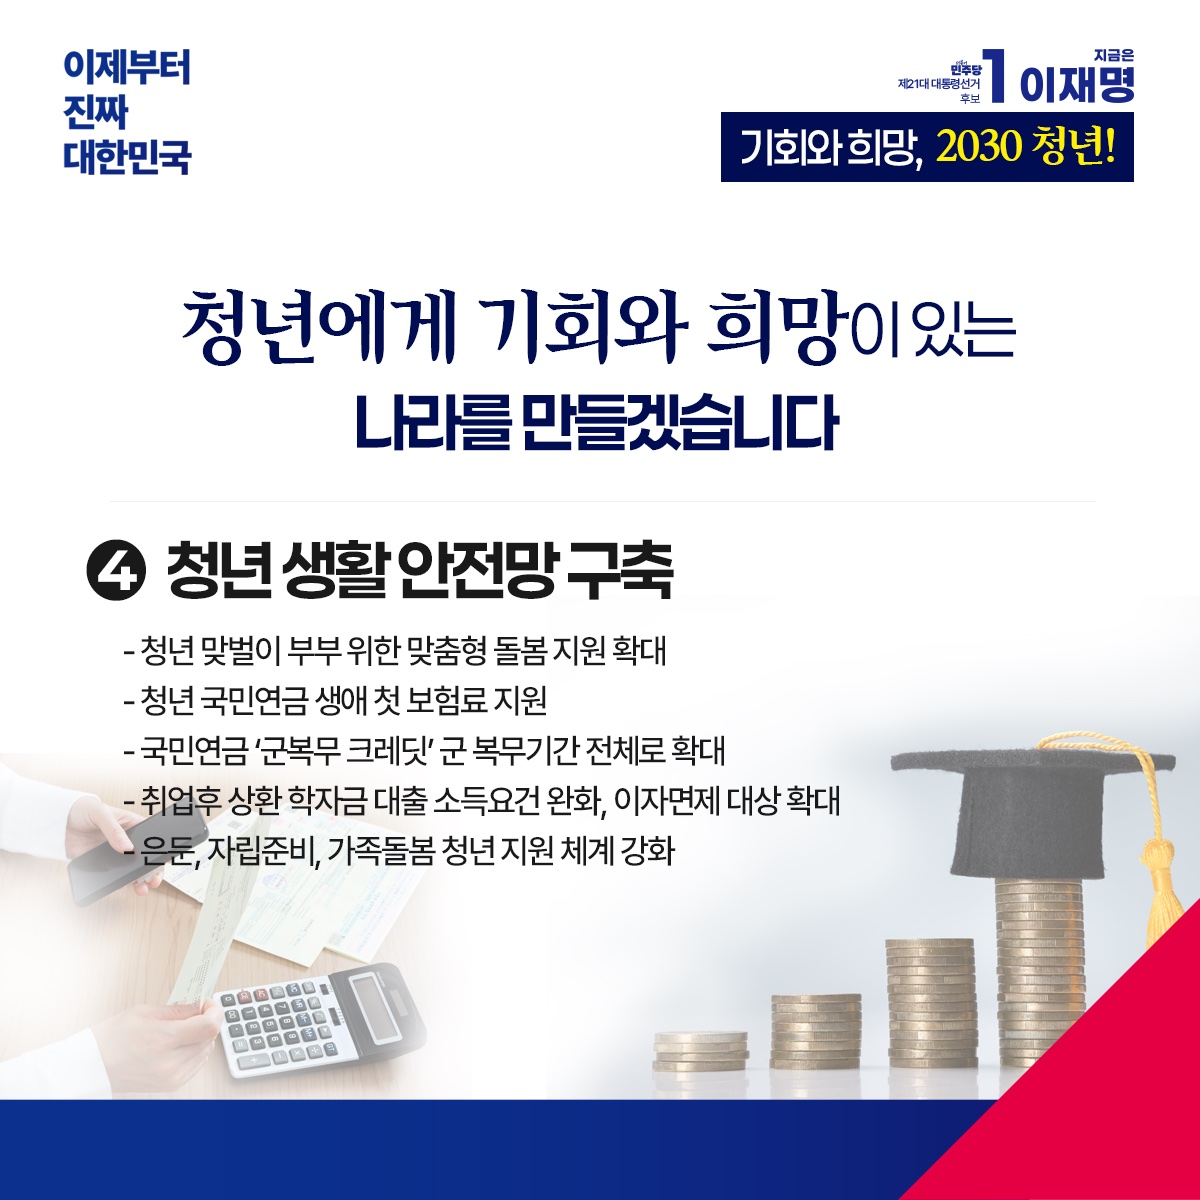 이제부터
진짜
대한민국
더불어
민주당
제21대 대통령선거
후보
1
지금은
이재명
기회와 희망, 2030 청년!
청년에게 기회와 희망이 있는
나라를 만들겠습니다
4 청년 생활 안전망 구축
- 청년 맞벌이 부부 위한 맞춤형 돌봄 지원 확대
- 청년 국민연금 생애 첫 보험료 지원
- 국민연금 ‘군복무 크레딧’ 군 복무기간 전체로 확대
- 취업후 상환 학자금 대출 소득요건 완화, 이자면제 대상 확대
- 은둔, 자립준비, 가족돌봄 청년 지원 체계 강화